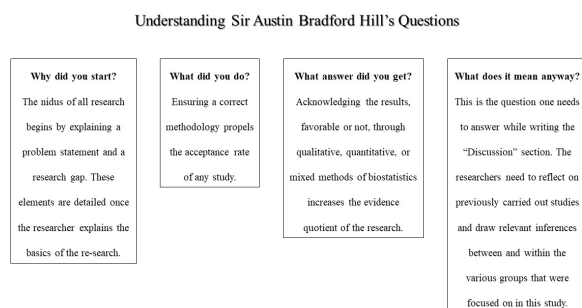 Understanding Sir Austin Bradford Hill's Questions
Why did you start?
The nidus of all research
begins by explaining a
problem statement and a
research gap. These
elements are detailed once
the researcher explains the
basics of the re-search.
What did you do?
Ensuring a correct
methodology propels
the acceptance rate
of any study.
What answer did you get?
Acknowledging the results,
favorable or not, through
qualitative, quantitative, or
mixed methods of biostatistics
increases the evidence
quotient of the research.
What does it mean anyway?
This is the question one needs
to answer while writing the
“Discussion” section. The
researchers need to reflect on
previously carried out studies
and draw relevant inferences
between and within the
various groups that were
focused on in this study.